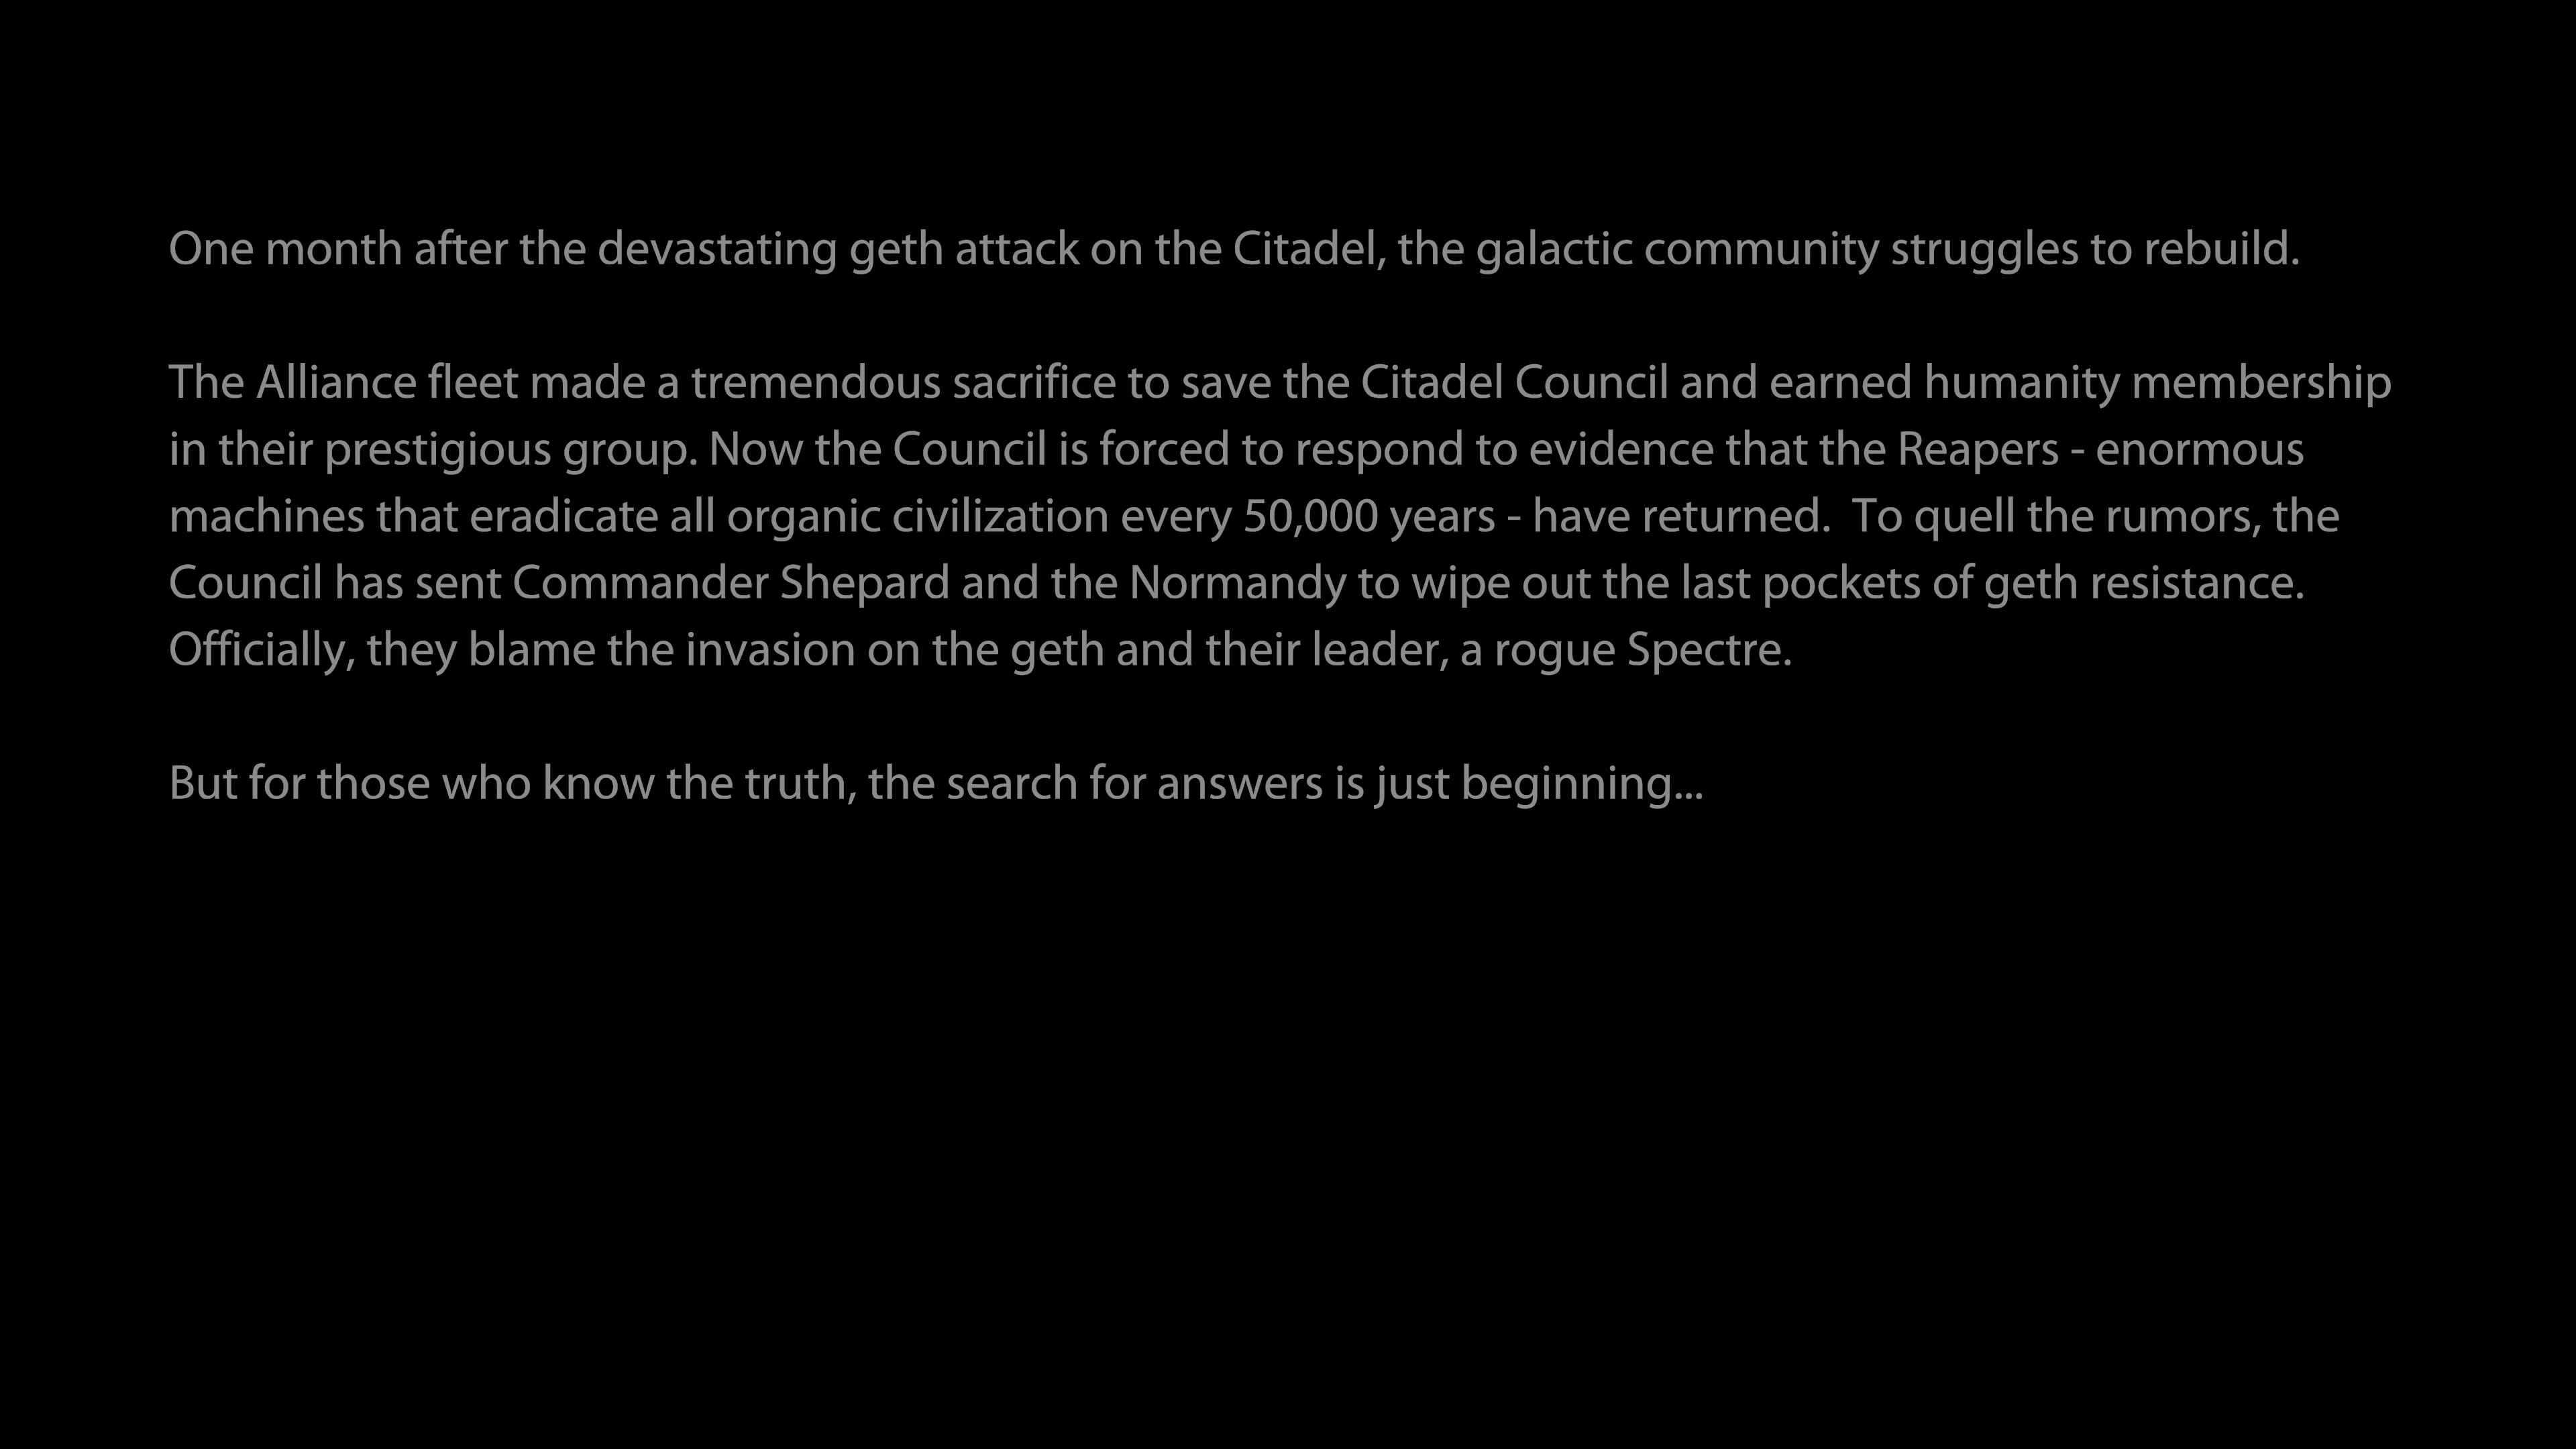 One month after the devastating geth attack on the Citadel, the galactic community struggles to rebuild.
The Alliance fleet made a tremendous sacrifice to save the Citadel Council and earned humanity membership
in their prestigious group. Now the Council is forced to respond to evidence that the Reapers - enormous
machines that eradicate all organic civilization every 50,000 years - have returned.  To quell the rumors, the
Council has sent Commander Shepard and the Normandy to wipe out the last pockets of geth resistance.
Officially, they blame the invasion on the geth and their leader, a rogue Spectre.
But for those who know the truth, the search for answers is just beginning...